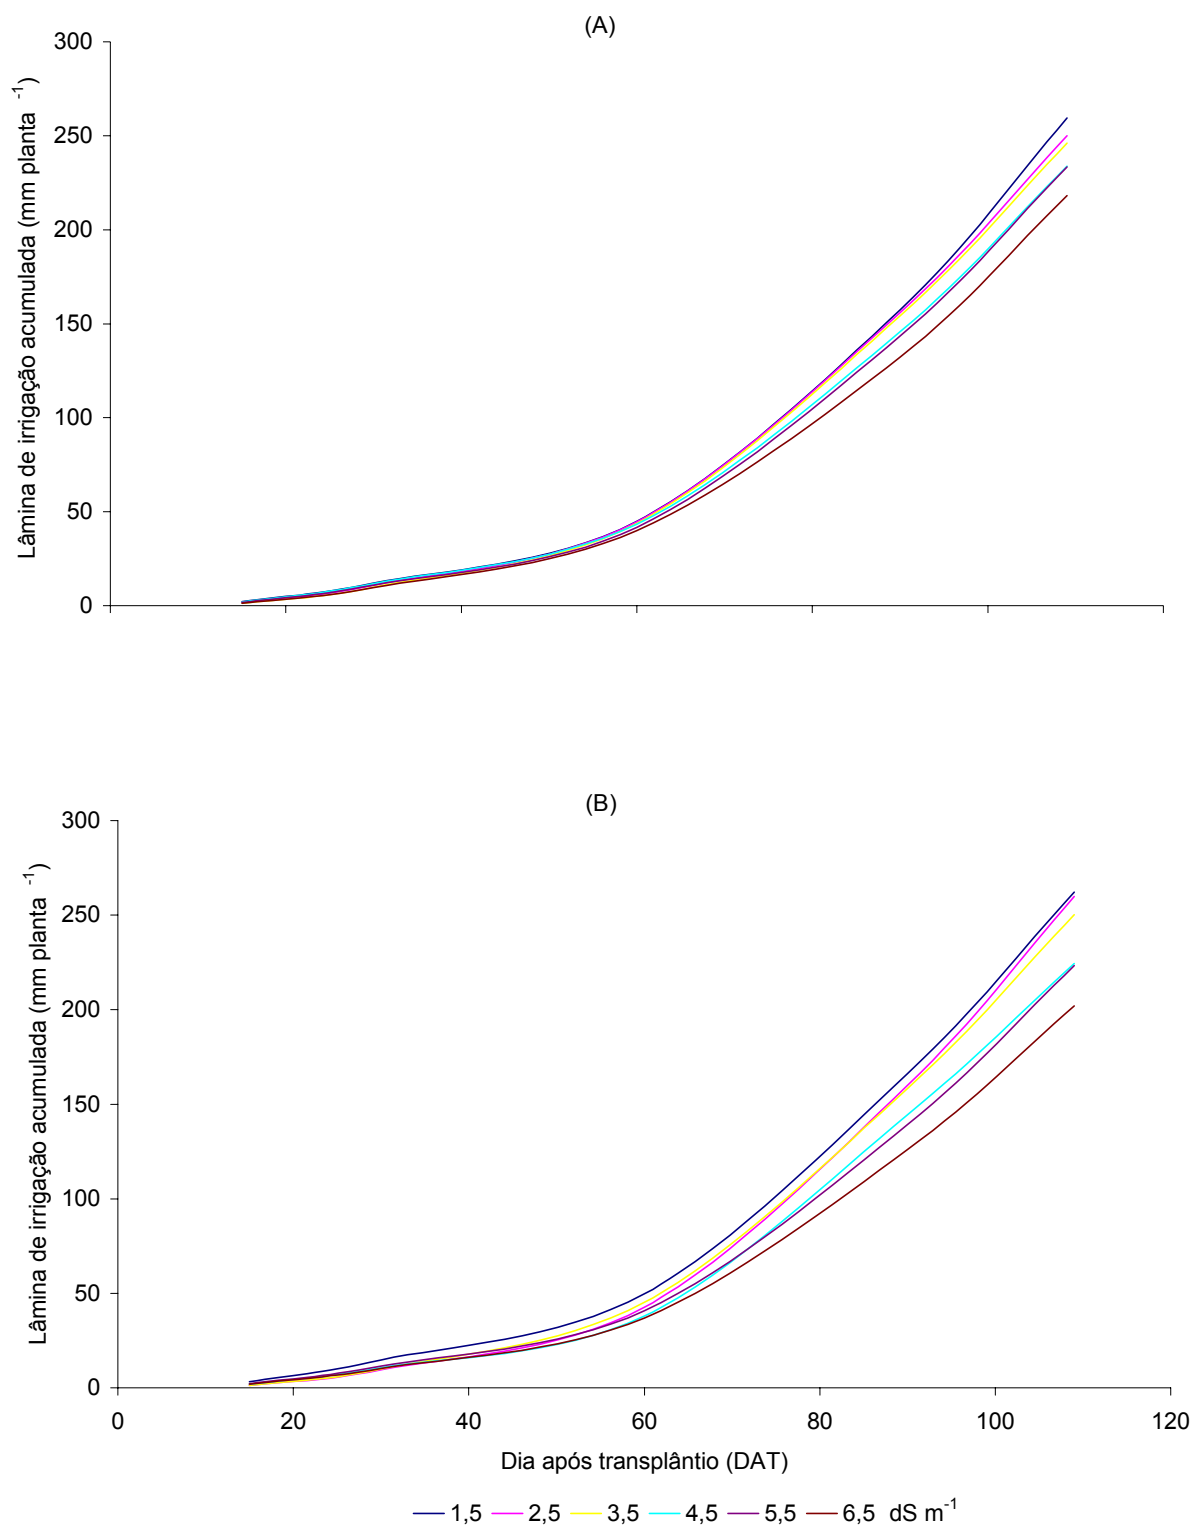 (A)
300
250
200
150
100
50
0
Lâmina de irrigação acumulada (mm planta ⁻¹)
(B)
300
250
200
150
100
50
0
Lâmina de irrigação acumulada (mm planta ⁻¹)
0 20 40 60 80 100 120
Dia após transplântio (DAT)
1,5 2,5 3,5 4,5 5,5 6,5 dS m⁻¹